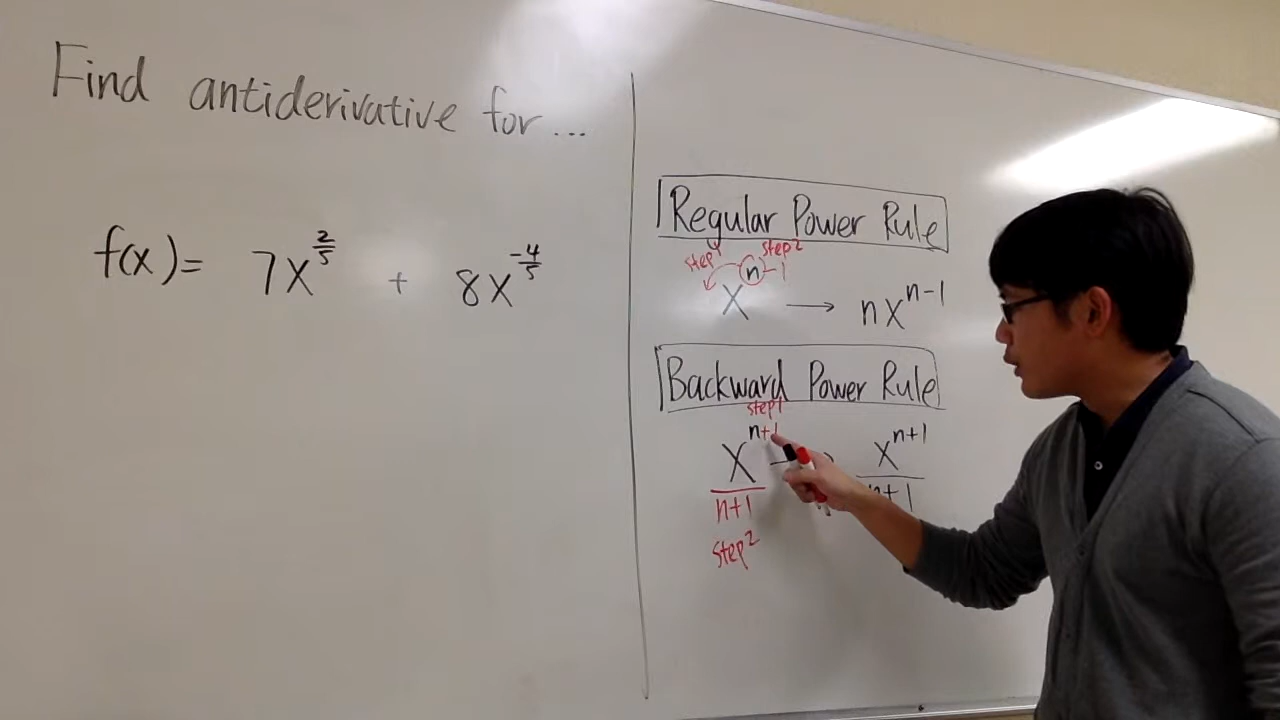 Find antiderivative for...
f(x) = 7x^{2/5} + 8x^{-4/5}
Regular Power Rule
step 1 step 2
x^{n-1} → nx^{n-1}
Backward Power Rule
step 1
x^{n+1}/n+1 → x^{n+1}/n+1
step 2